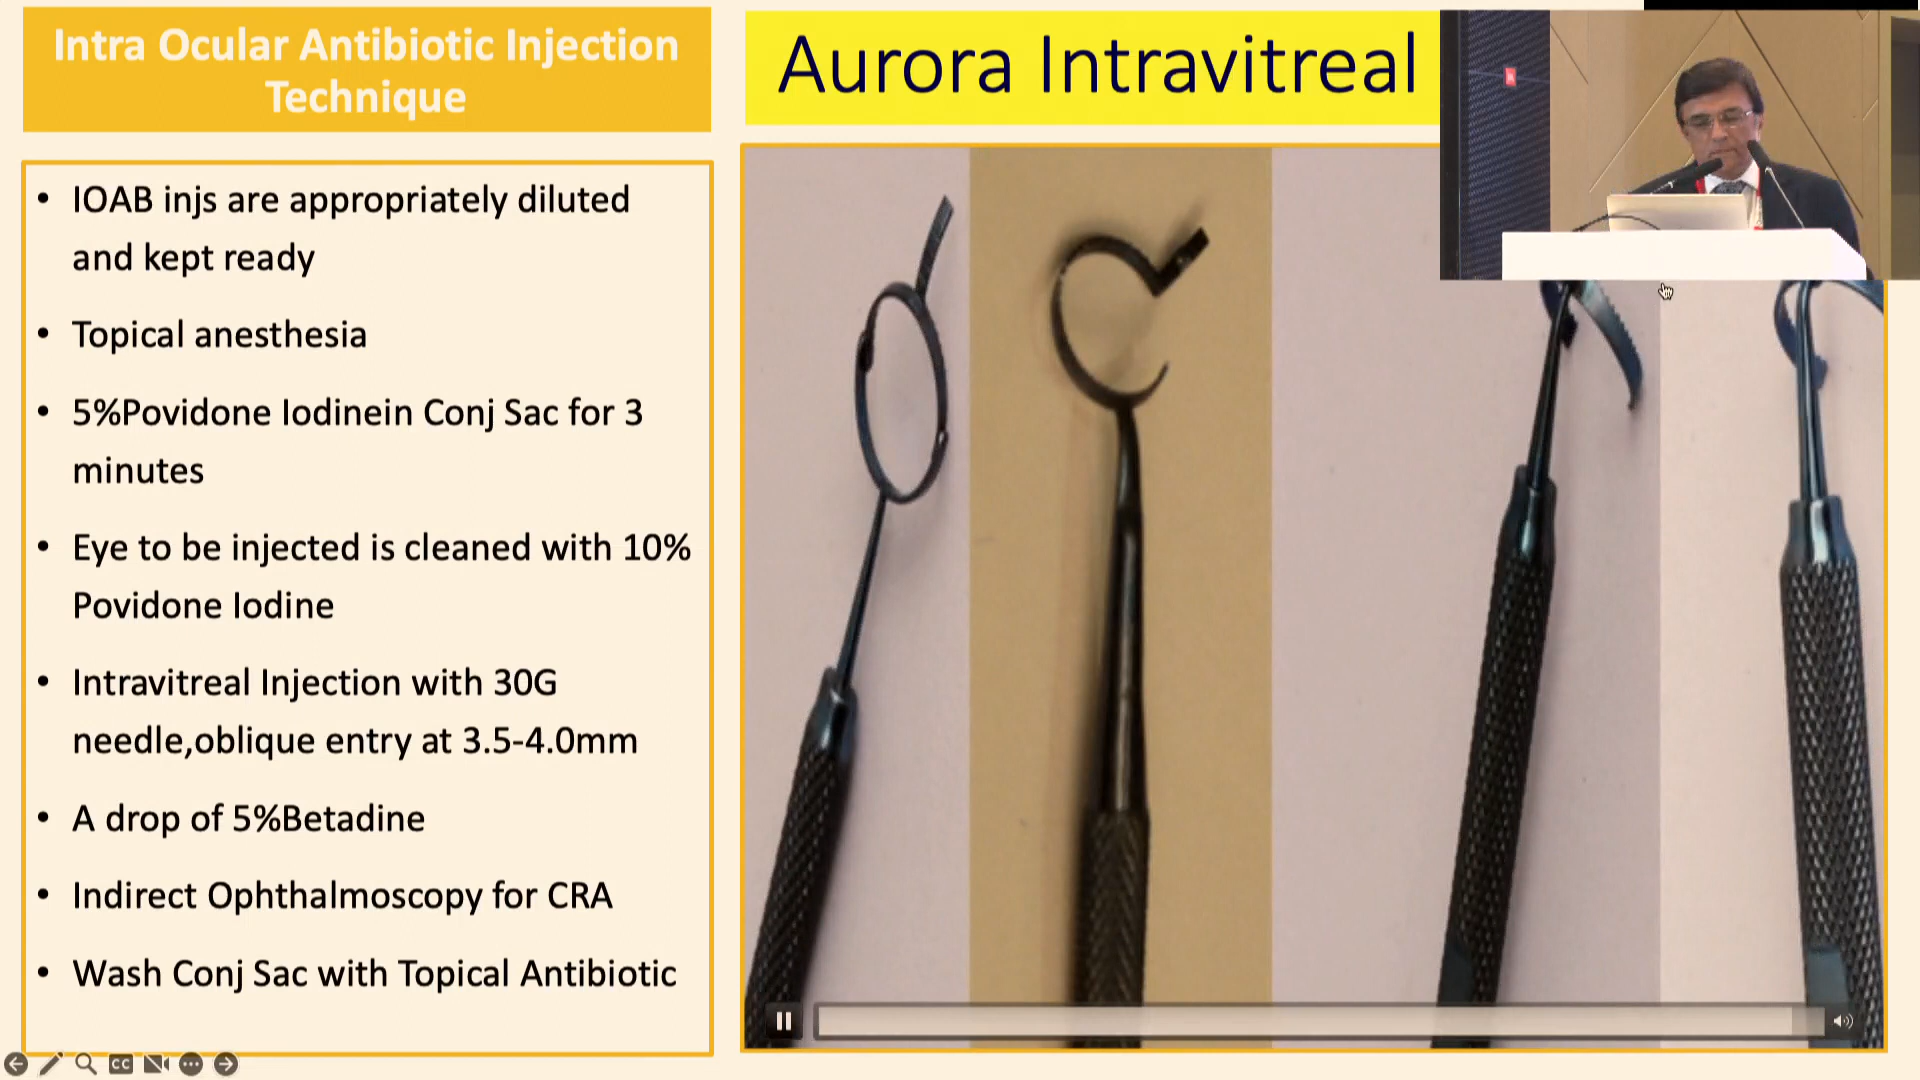 Intra Ocular Antibiotic Injection
Technique
Aurora Intravitreal
• IOAB injs are appropriately diluted
and kept ready
• Topical anesthesia
• 5%Povidone Iodinein Conj Sac for 3
minutes
• Eye to be injected is cleaned with 10%
Povidone Iodine
• Intravitreal Injection with 30G
needle,oblique entry at 3.5-4.0mm
• A drop of 5%Betadine
• Indirect Ophthalmoscopy for CRA
• Wash Conj Sac with Topical Antibiotic
CC